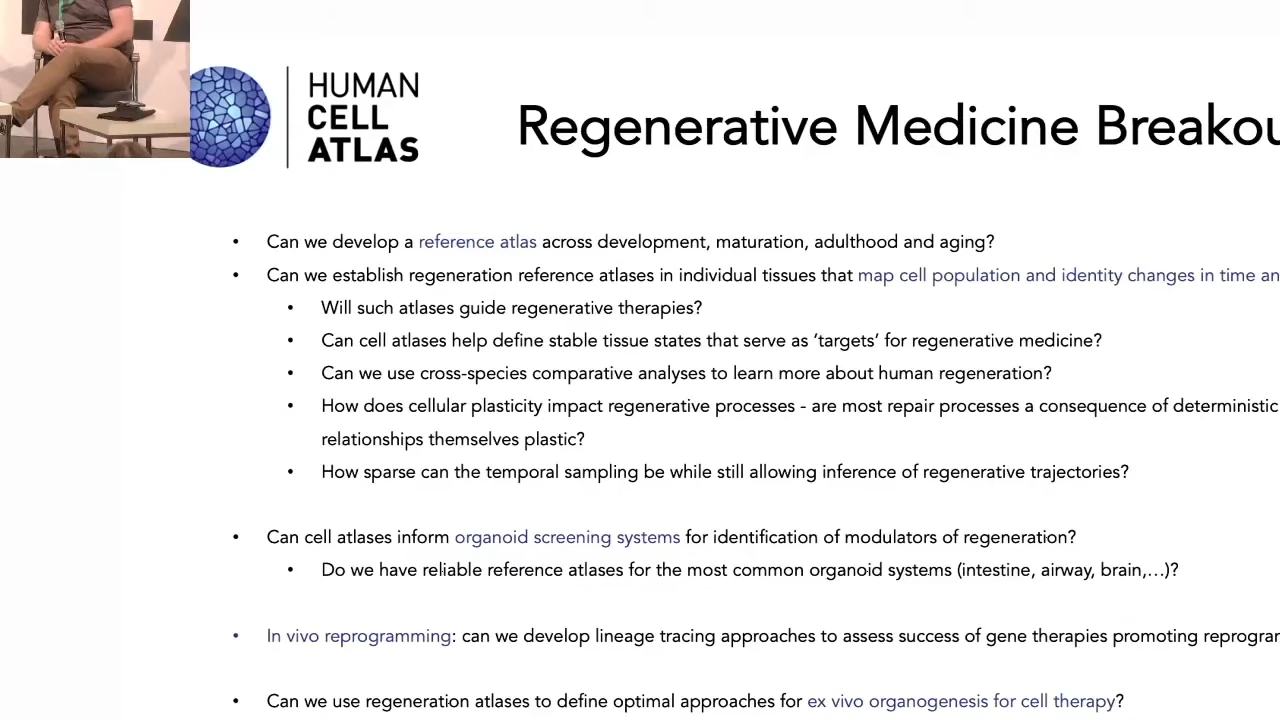 HUMAN
CELL
ATLAS
Regenerative Medicine
• Can we develop a reference atlas across development, maturation, adulthood and aging?
• Can we establish regeneration reference atlases in individual tissues that map cell population and identity changes in time
• Will such atlases guide regenerative therapies?
• Can cell atlases help define stable tissue states that serve as ‘targets’ for regenerative medicine?
• Can we use cross-species comparative analyses to learn more about human regeneration?
• How does cellular plasticity impact regenerative processes - are most repair processes a consequence of deterministic
relationships themselves plastic?
• How sparse can the temporal sampling be while still allowing inference of regenerative trajectories?
• Can cell atlases inform organoid screening systems for identification of modulators of regeneration?
• Do we have reliable reference atlases for the most common organoid systems (intestine, airway, brain,...)?
• In vivo reprogramming: can we develop lineage tracing approaches to assess success of gene therapies promoting
• Can we use regeneration atlases to define optimal approaches for ex vivo organogenesis for cell therapy?